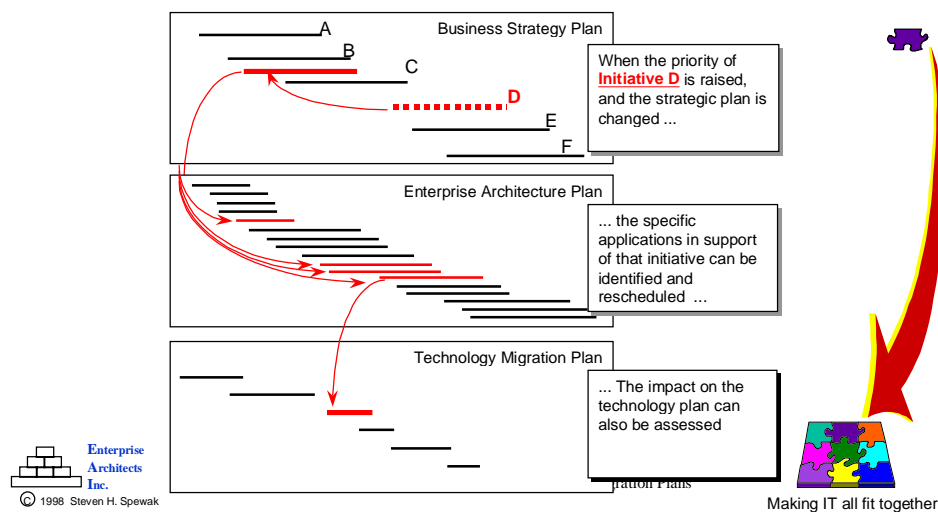 A
Business Strategy Plan
B
C
D
E
F
When the priority of
Initiative D is raised,
and the strategic plan is
changed ...
Enterprise Architecture Plan
... the specific
applications in support
of that initiative can be
identified and
rescheduled ...
Technology Migration Plan
... The impact on the
technology plan can
also be assessed
Plans
Enterprise
Architects
Inc.
© 1998 Steven H. Spewak
Making IT all fit together